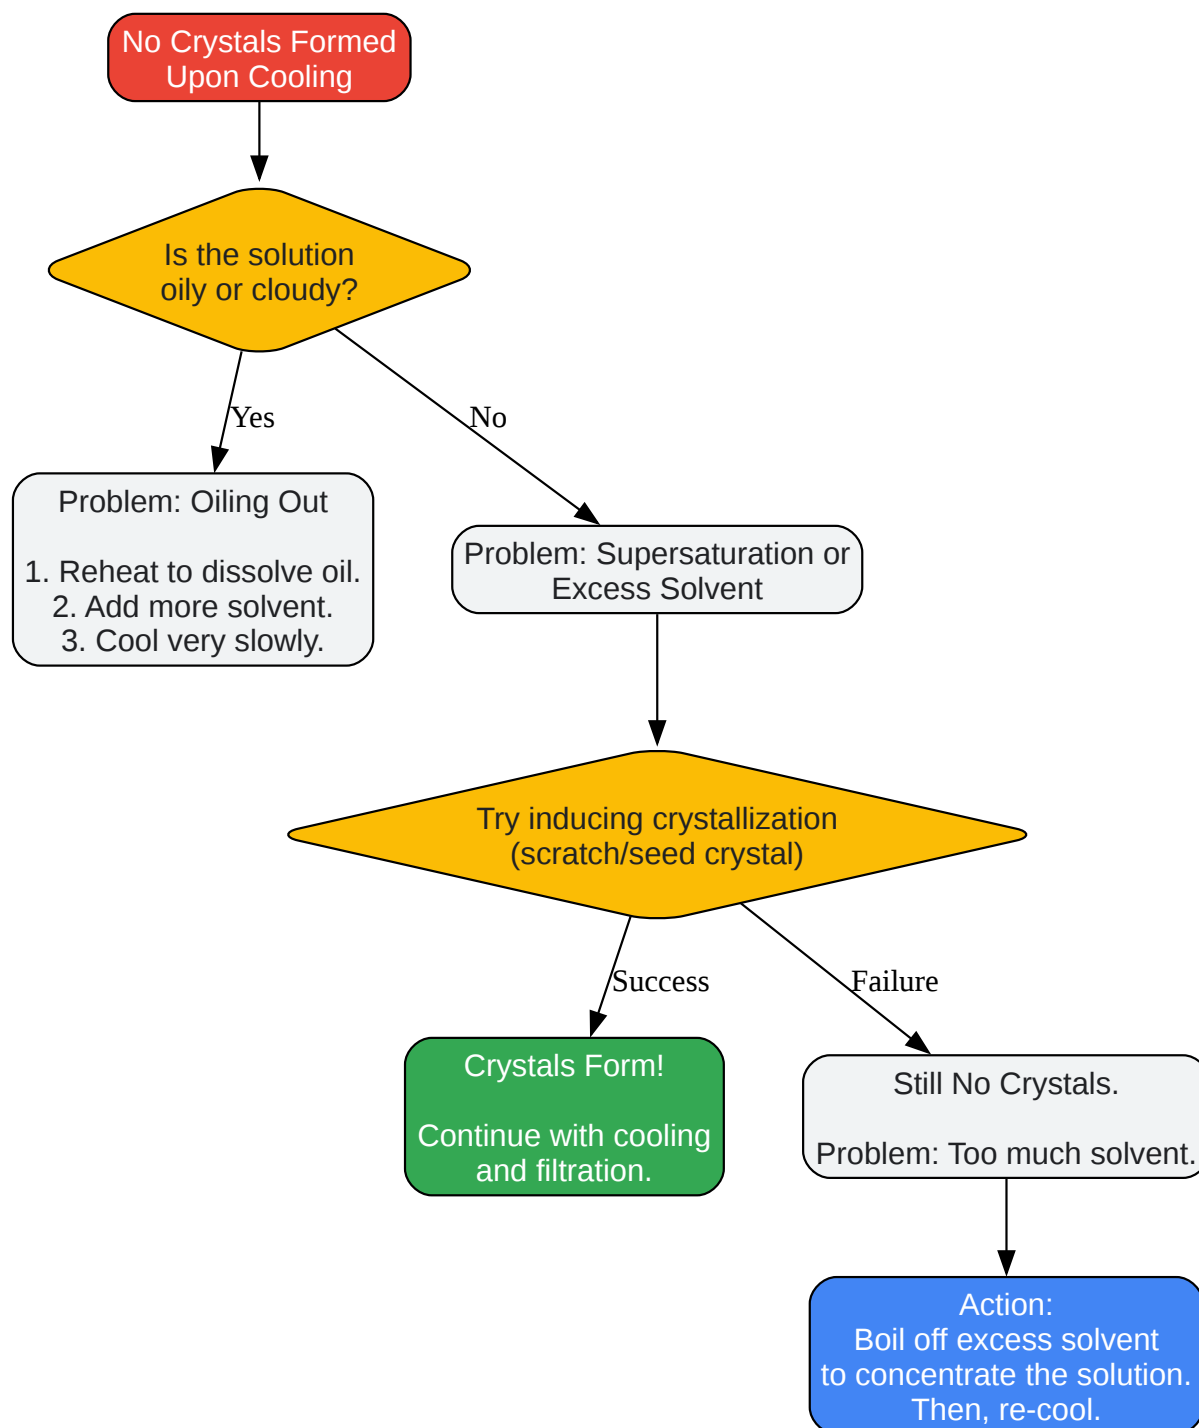 No Crystals Formed
Upon Cooling
Is the solution
oily or cloudy?
Yes
No
Problem: Oiling Out
1. Reheat to dissolve oil.
2. Add more solvent.
3. Cool very slowly.
Problem: Supersaturation or
Excess Solvent
Try inducing crystallization
(scratch/seed crystal)
Success
Failure
Crystals Form!
Continue with cooling
and filtration.
Still No Crystals.
Problem: Too much solvent.
Action:
Boil off excess solvent
to concentrate the solution.
Then, re-cool.